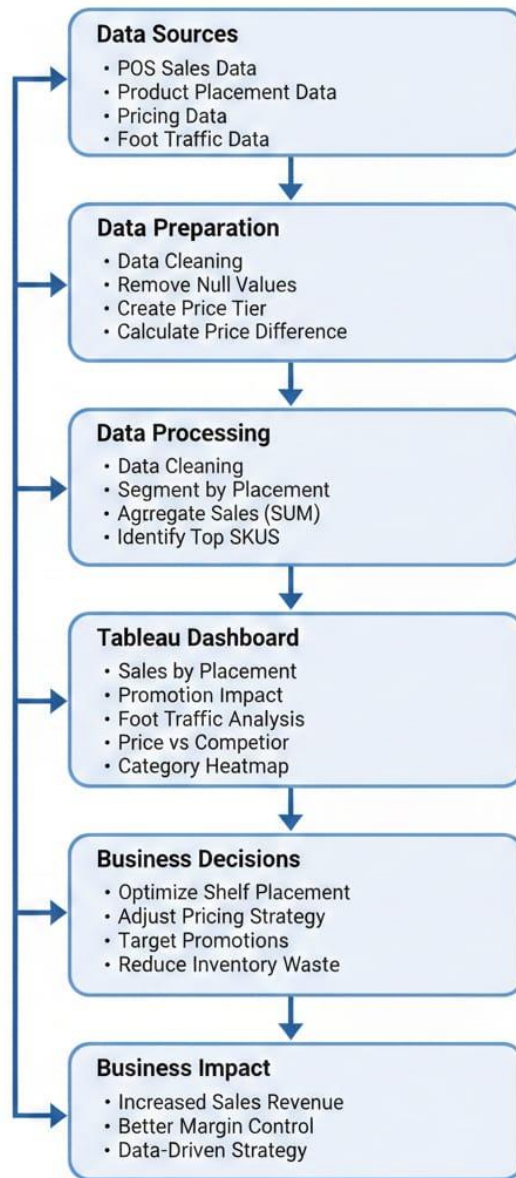 Data Sources
• POS Sales Data
• Product Placement Data
• Pricing Data
• Foot Traffic Data
Data Preparation
• Data Cleaning
• Remove Null Values
• Create Price Tier
• Calculate Price Difference
Data Processing
• Data Cleaning
• Segment by Placement
• Agrregate Sales (SUM)
• Identify Top SKUS
Tableau Dashboard
• Sales by Placement
• Promotion Impact
• Foot Traffic Analysis
• Price vs Competior
• Category Heatmap
Business Decisions
• Optimize Shelf Placement
• Adjust Pricing Strategy
• Target Promotions
• Reduce Inventory Waste
Business Impact
• Increased Sales Revenue
• Better Margin Control
• Data-Driven Strategy